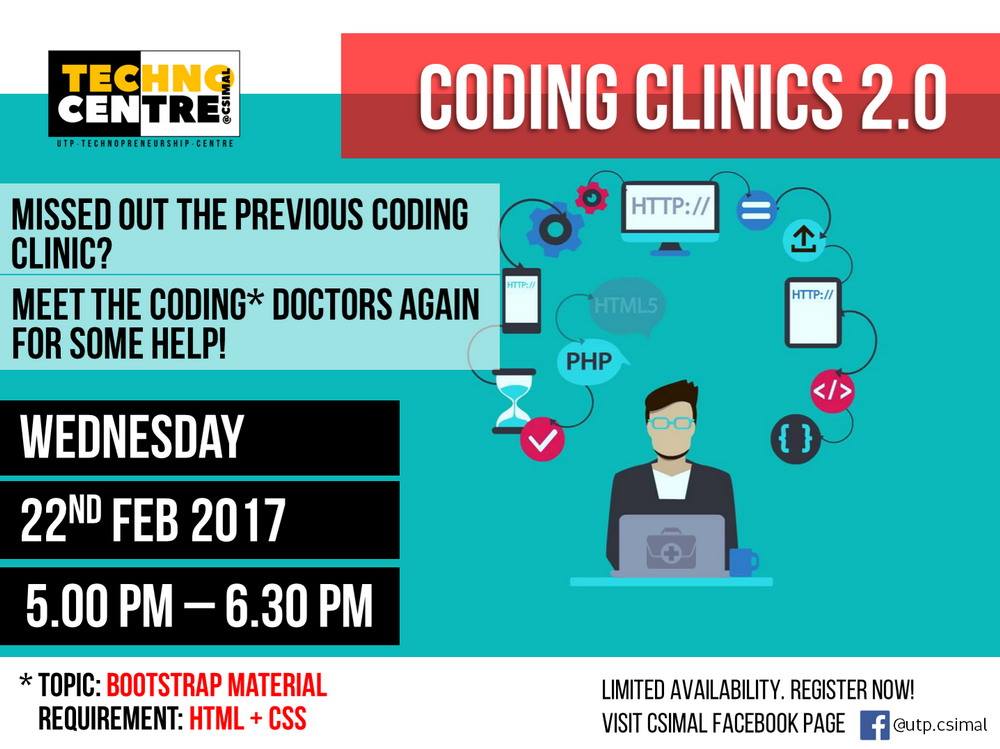 TECHNO
CENTRE
@CSIMAL
UTP-TECHNOPRENEURSHIP-CENTRE
CODING CLINICS 2.0
MISSED OUT THE PREVIOUS CODING
CLINIC?
MEET THE CODING* DOCTORS AGAIN
FOR SOME HELP!
HTTP://
=
HTTP://
HTTP://
HTML5
PHP
</>
{ }
WEDNESDAY
22ND FEB 2017
5.00 PM – 6.30 PM
* TOPIC: BOOTSTRAP MATERIAL
REQUIREMENT: HTML + CSS
LIMITED AVAILABILITY. REGISTER NOW!
VISIT CSIMAL FACEBOOK PAGE f @utp.csimal